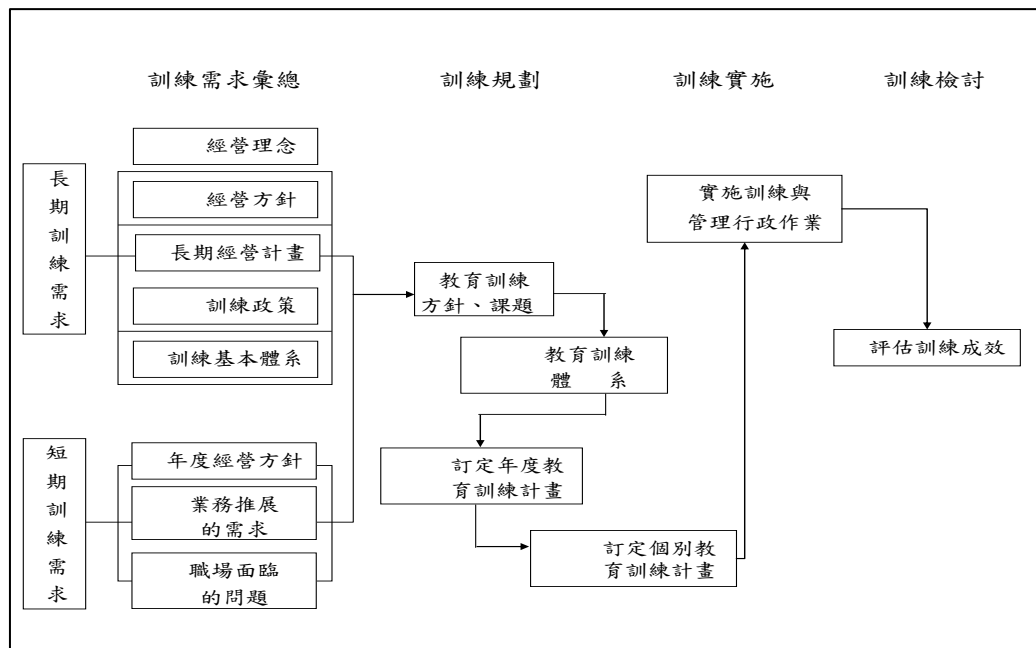 訓練需求彙總
訓練規劃
訓練實施
訓練檢討
長期訓練需求
經營理念
經營方針
長期經營計畫
訓練政策
訓練基本體系
短期訓練需求
年度經營方針
業務推展
的需求
職場面臨
的問題
教育訓練
方針、課題
教育訓練
體 系
訂定年度教
育訓練計畫
訂定個別教
育訓練計畫
實施訓練與
管理行政作業
評估訓練成效